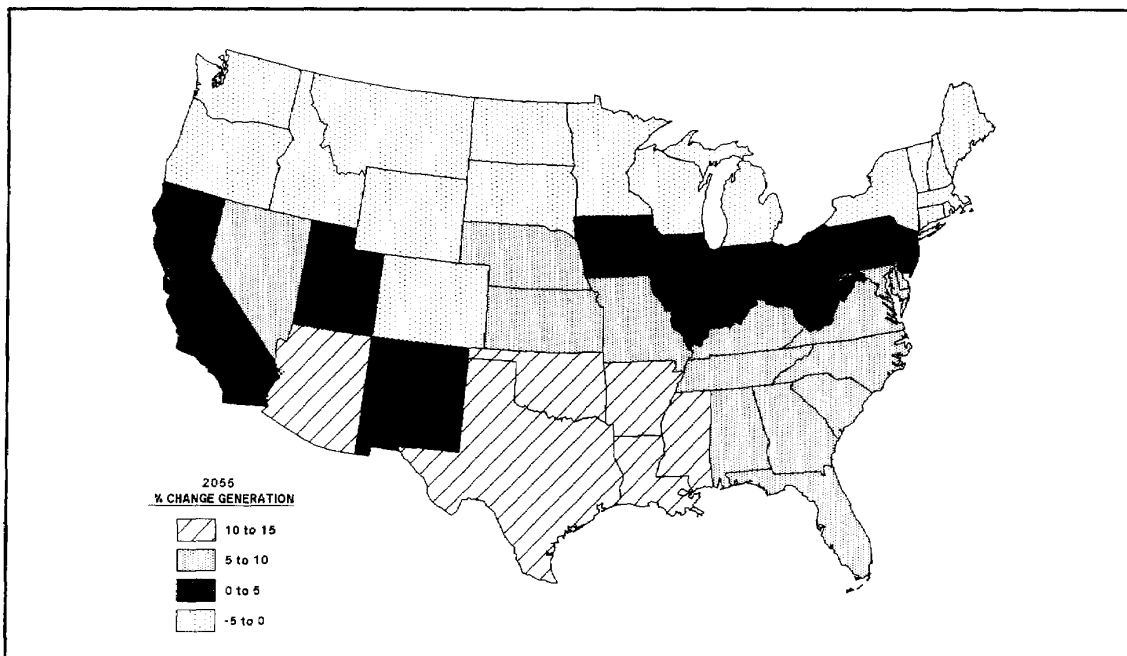 2055
% CHANGE GENERATION
10 to 15
5 to 10
0 to 5
-5 to 0